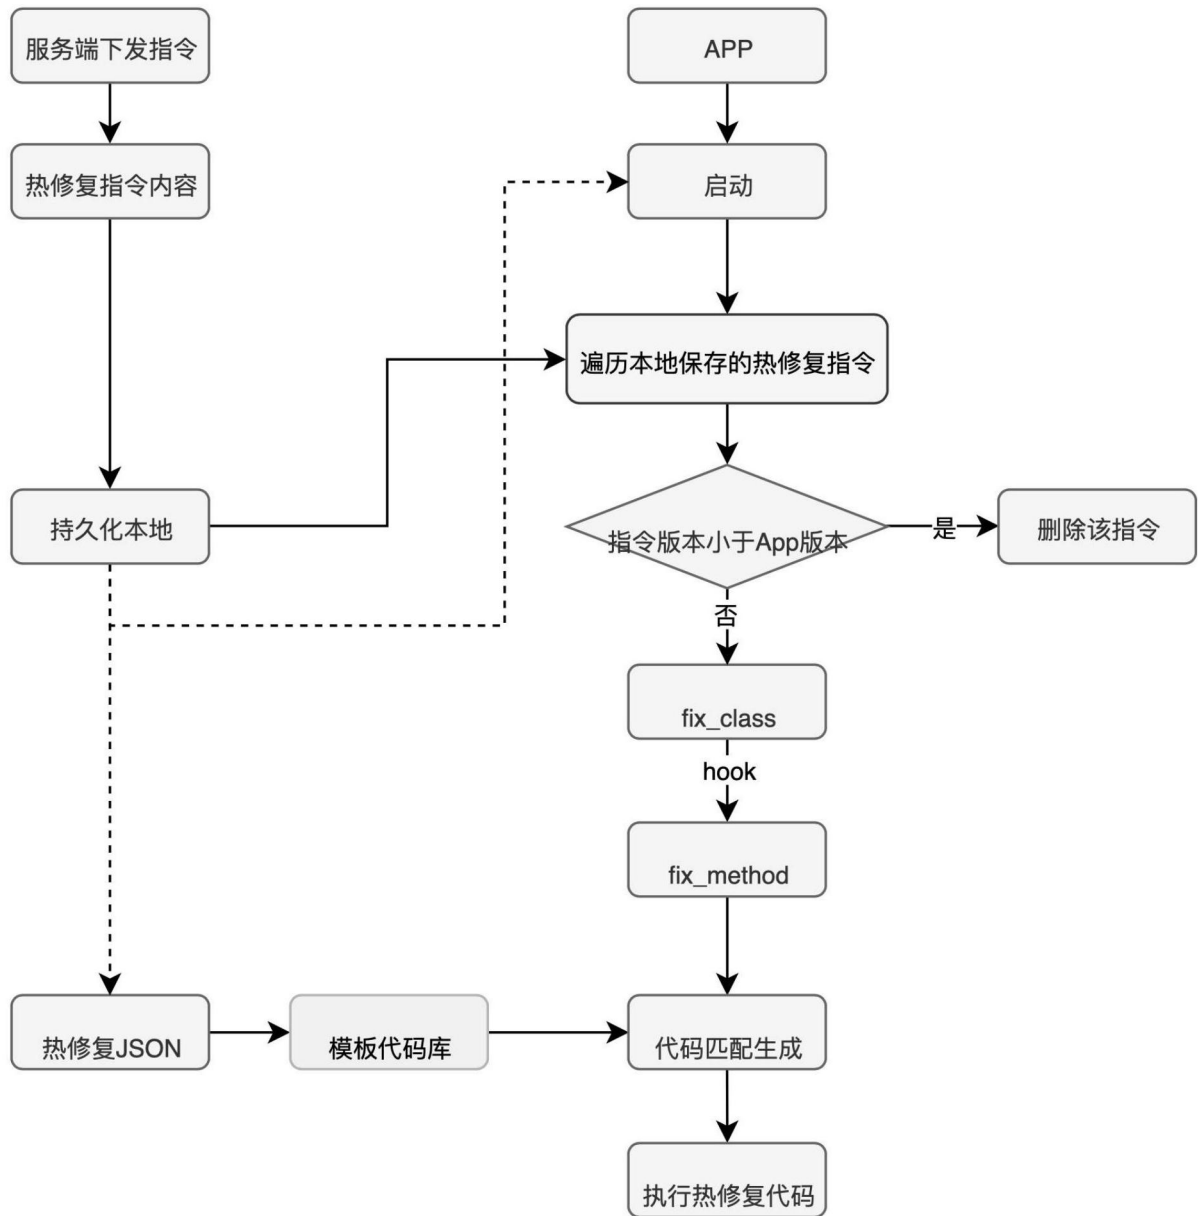 服务端下发指令
APP
热修复指令内容
启动
遍历本地保存的热修复指令
持久化本地
指令版本小于App版本
是
删除该指令
否
fix_class
hook
fix_method
热修复JSON
模板代码库
代码匹配生成
执行热修复代码